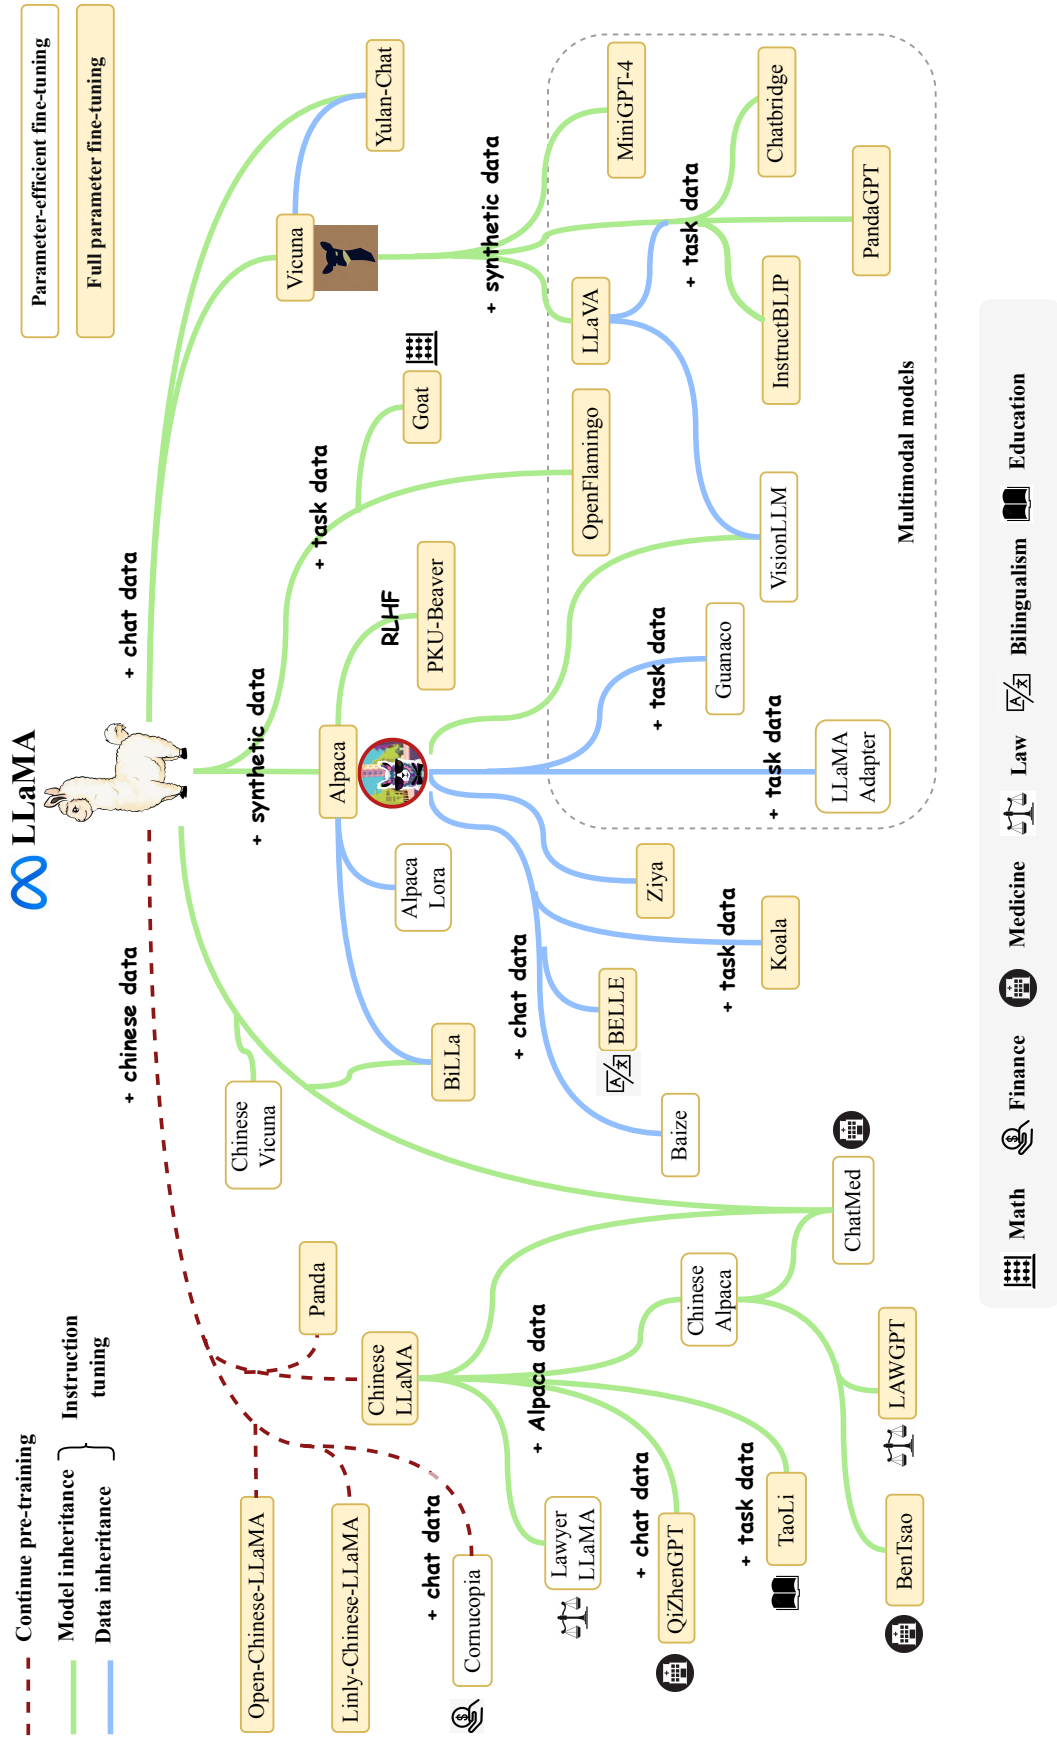 LLaMA
Continue pre-training
Model inheritance
Data inheritance
Instruction
tuning
Parameter-efficient fine-tuning
Full parameter fine-tuning
+ chinese data
+ chat data
+ synthetic data
+ task data
Open-Chinese-LLaMA
Linly-Chinese-LLaMA
+ chat data
Cornucopia
Panda
Chinese
LLaMA
Chinese
Vicuna
BiLLa
Alpaca
Alpaca
Lora
RLHF
PKU-Beaver
Goat
Vicuna
Yulan-Chat
+ Alpaca data
Lawyer
LLaMA
+ chat data
QiZhenGPT
+ task data
TaoLi
BenTsao
LAWGPT
Chinese
Alpaca
ChatMed
+ chat data
BELLE
Baize
+ task data
Koala
Ziya
+ task data
LLaMA
Adapter
+ task data
Guanaco
VisionLLM
OpenFlamingo
+ synthetic data
LLaVA
MiniGPT-4
+ task data
InstructBLIP
Chatbridge
PandaGPT
Multimodal models
A
文
Math
Finance
Medicine
Law
A
文
Bilingualism
Education